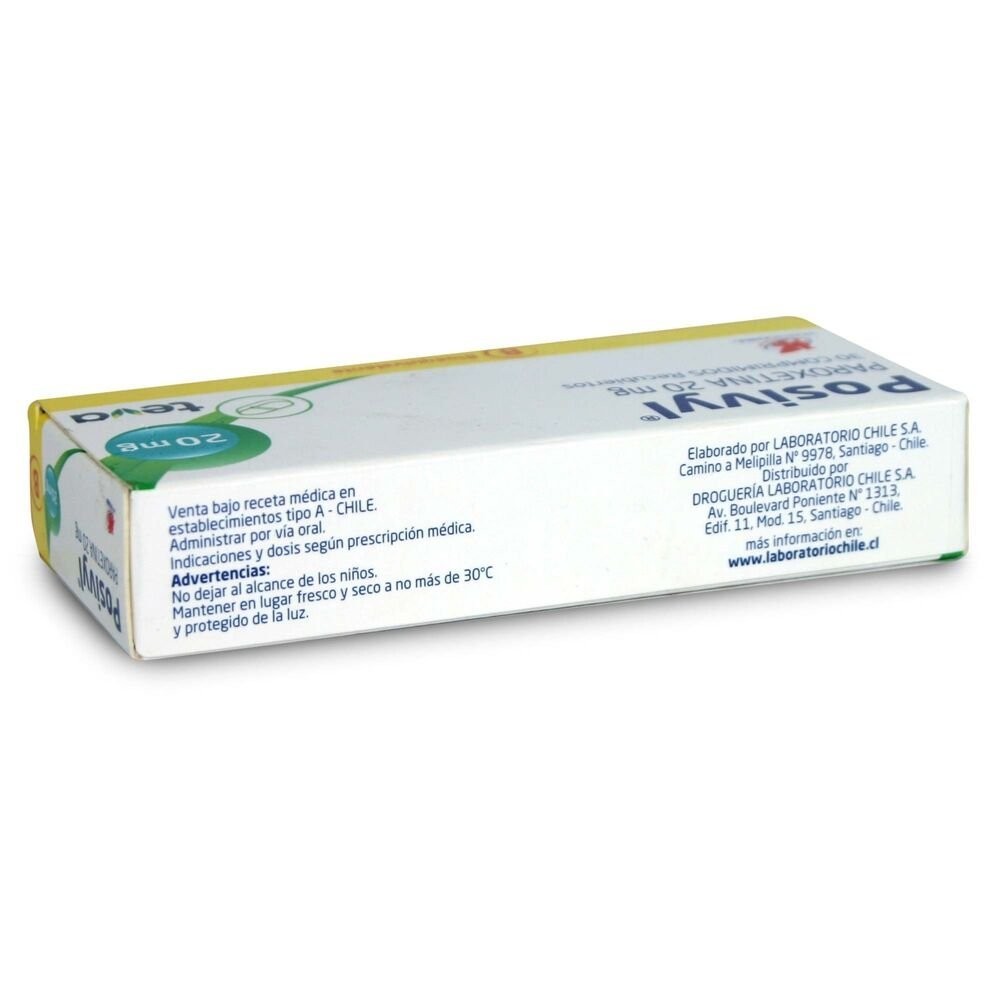 Posivyl®
PAROXETINA 20 mg
30 COMPRIMIDOS Recubiertos
Bioequivalente
teva
20 mg
Venta bajo receta médica en
establecimientos tipo A - CHILE.
Administrar por vía oral.
Indicaciones y dosis según prescripción médica.
Advertencias:
No dejar al alcance de los niños.
Mantener en lugar fresco y seco a no más de 30°C
y protegido de la luz.
Elaborado por LABORATORIO CHILE S.A.
Camino a Melipilla N° 9978, Santiago - Chile.
Distribuido por
DROGUERÍA LABORATORIO CHILE S.A.
Av. Boulevard Poniente N° 1313,
Edif. 11, Mod. 15, Santiago - Chile.
más información en:
www.laboratoriochile.cl
Posivyl®
PAROXETINA 20 mg
B